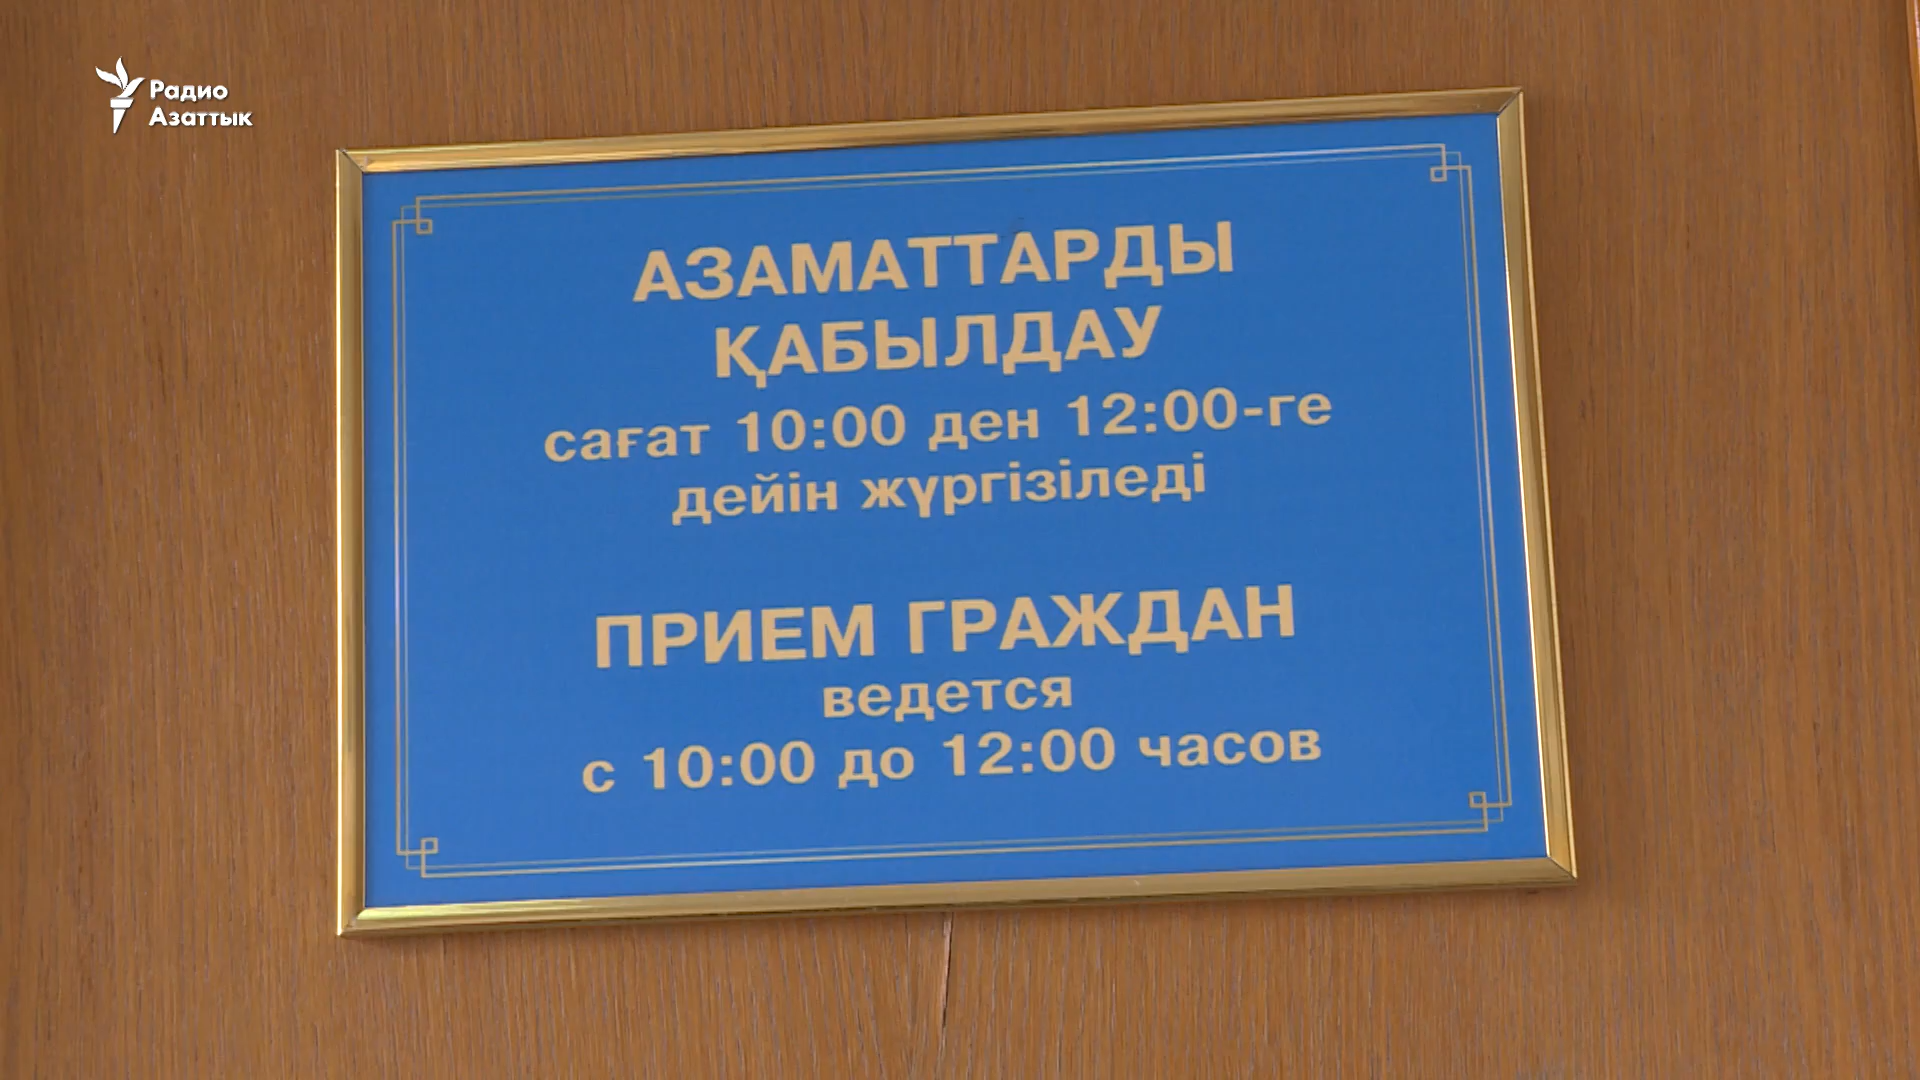 Радио
Азаттык
АЗАМАТТАРДЫ
ҚАБЫЛДАУ
сағат 10:00 ден 12:00-ге
дейін жүргізіледі
ПРИЕМ ГРАЖДАН
ведется
с 10:00 до 12:00 часов